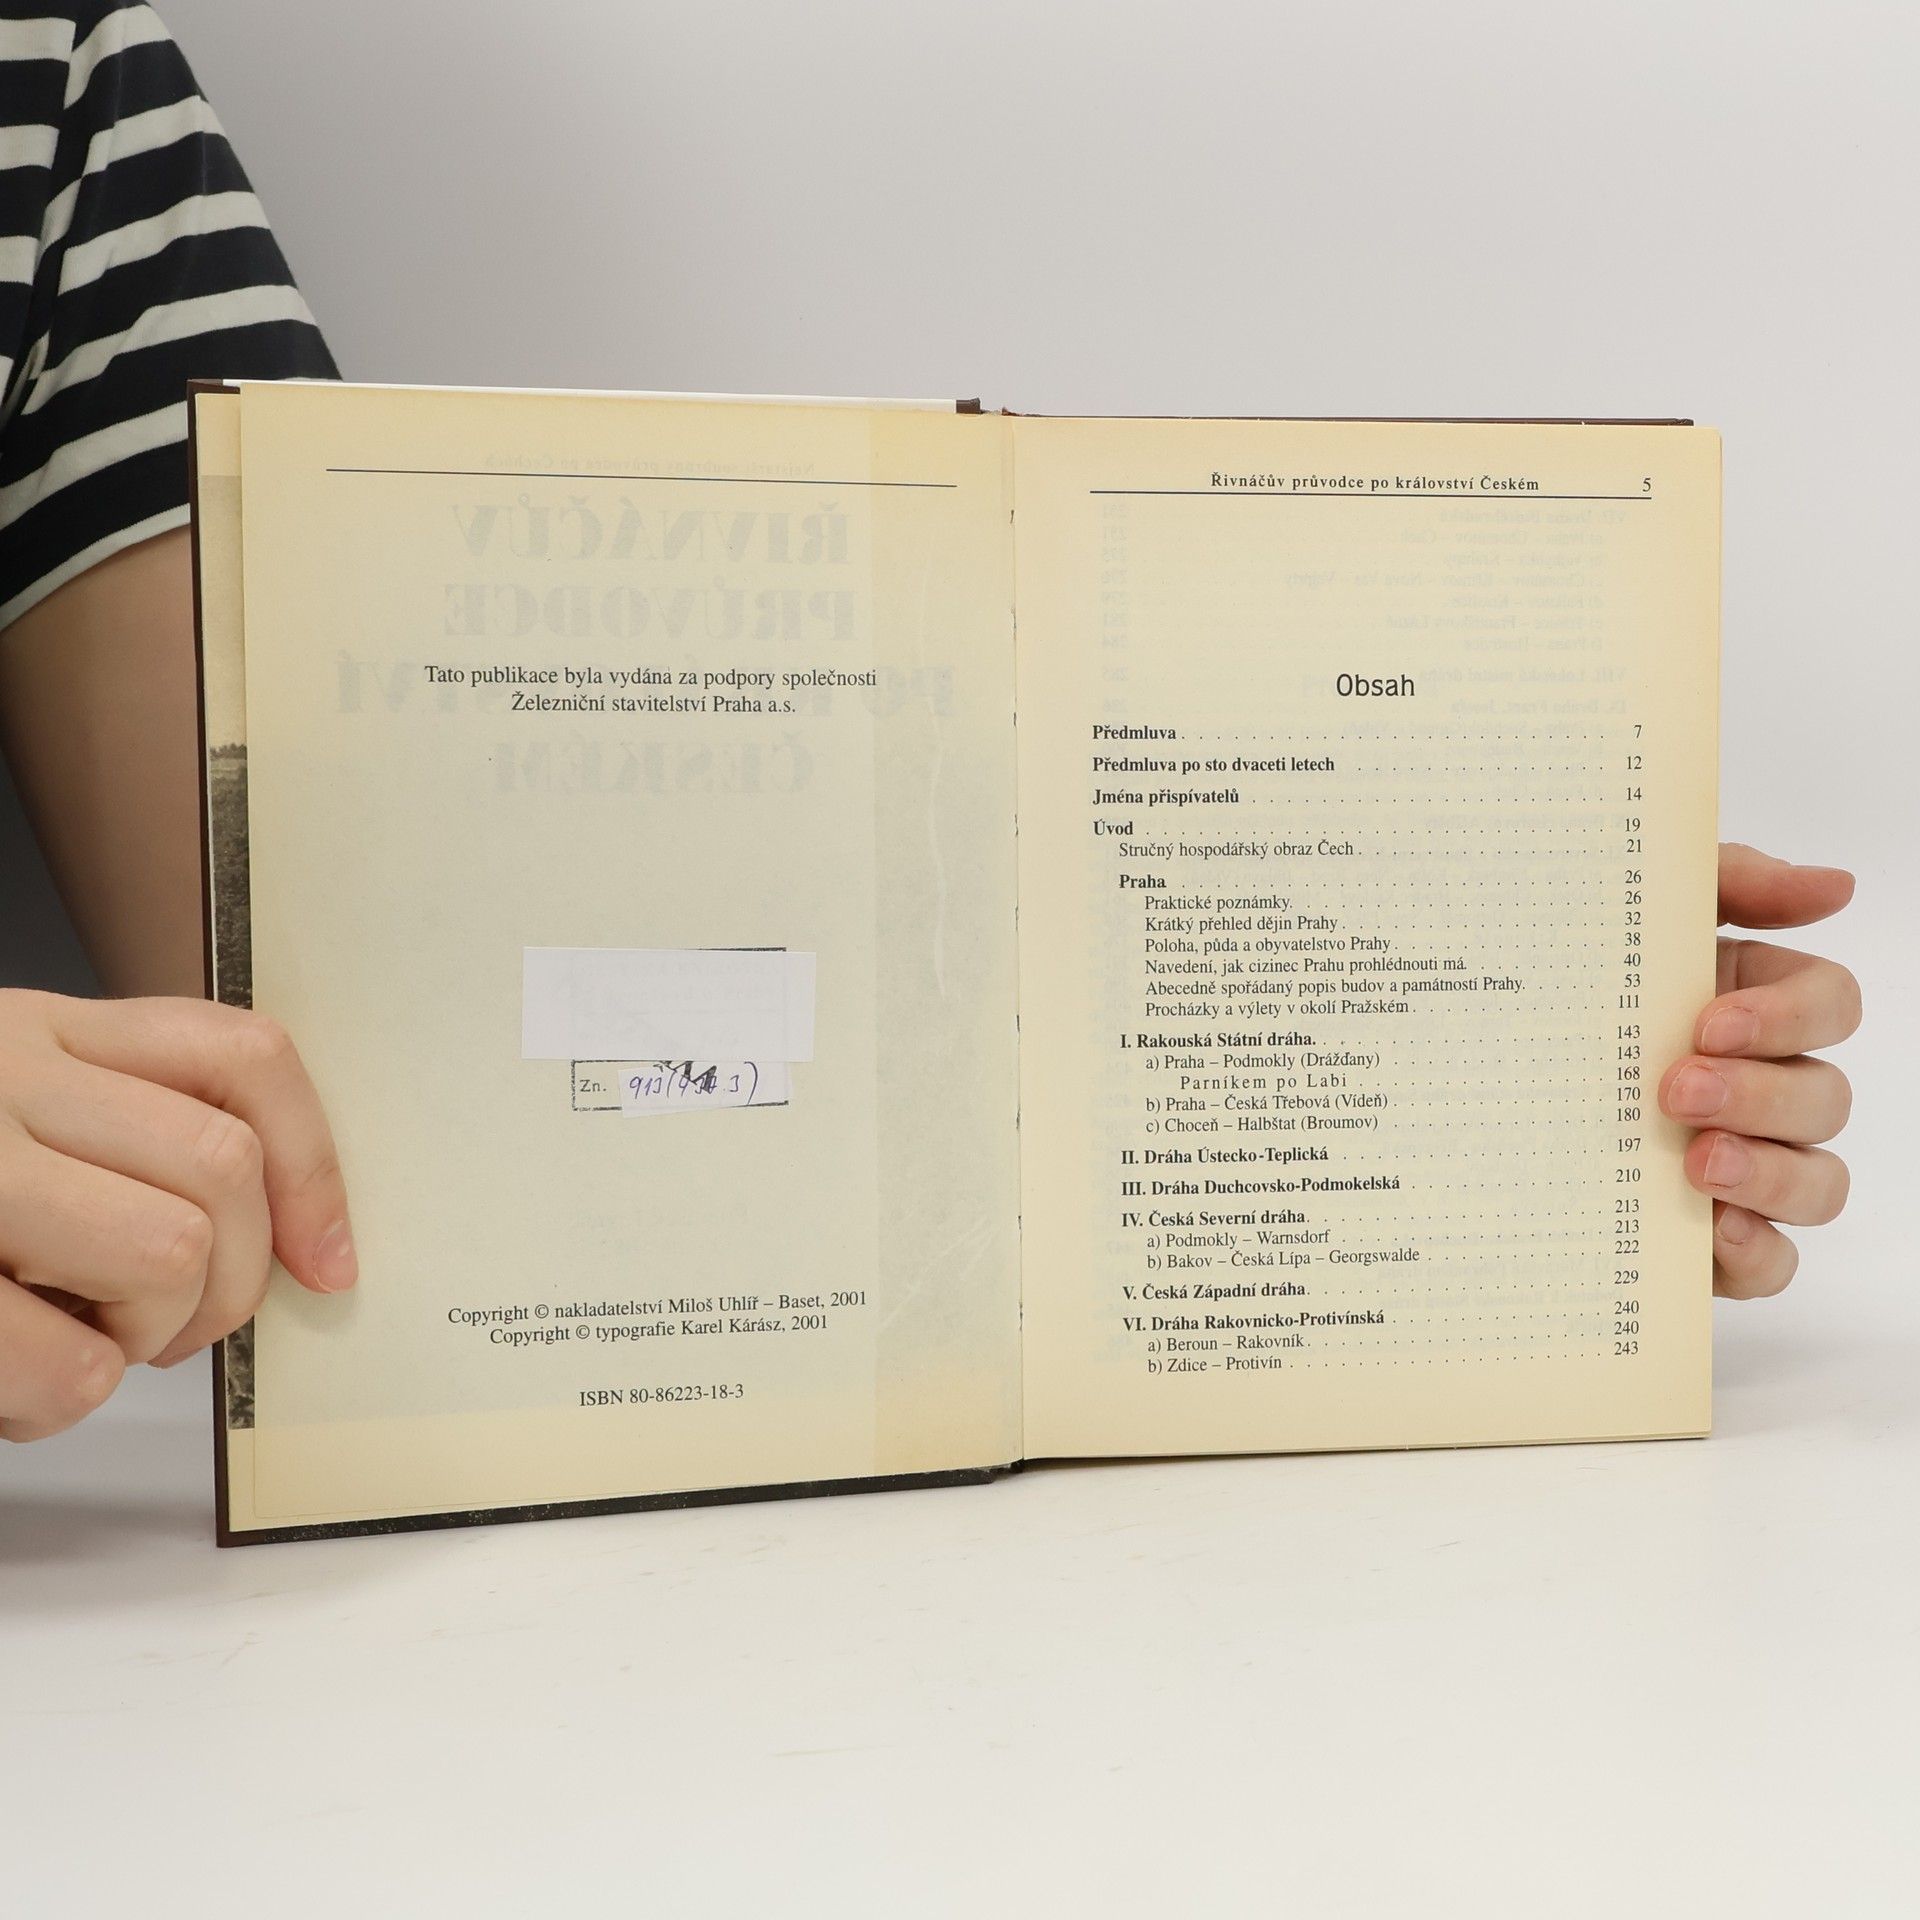 Tato publikace byla vydána za podpory společnosti
Železniční stavitelství Praha a.s.
Zn.
Copyright © nakladatelství Miloš Uhlíř – Baset, 2001
Copyright © typografie Karel Kárász, 2001
ISBN 80-86223-18-3
Řivnáčův průvodce po království Českém 5
Obsah
Předmluva . . . . . . . . . . . . . . . . . . . . . . . . 7
Předmluva po sto dvaceti letech . . . . . . . . . . . . . . . 12
Jména přispívatelů . . . . . . . . . . . . . . . . . . . . . 14
Úvod . . . . . . . . . . . . . . . . . . . . . . . . . . . 19
Stručný hospodářský obraz Čech . . . . . . . . . . . . . . . 21
Praha . . . . . . . . . . . . . . . . . . . . . . . . . 26
Praktické poznámky. . . . . . . . . . . . . . . . . . . 26
Krátký přehled dějin Prahy . . . . . . . . . . . . . . . . 32
Poloha, půda a obyvatelstvo Prahy . . . . . . . . . . . . . 38
Navedení, jak cizinec Prahu prohlédnouti má. . . . . . . . . 40
Abecedně spořádaný popis budov a památností Prahy. . . . . 53
Procházky a výlety v okolí Pražském . . . . . . . . . . . . 111
I. Rakouská Státní dráha. . . . . . . . . . . . . . . . . . 143
a) Praha – Podmokly (Drážďany) . . . . . . . . . . . . . 143
Parníkem po Labi . . . . . . . . . . . . . . . 168
b) Praha – Česká Třebová (Vídeň) . . . . . . . . . . . . . 170
c) Choceň – Halbštat (Broumov) . . . . . . . . . . . . . 180
II. Dráha Ústecko-Teplická . . . . . . . . . . . . . . . . 197
III. Dráha Duchcovsko-Podmokelská . . . . . . . . . . . . 210
IV. Česká Severní dráha. . . . . . . . . . . . . . . . . . 213
a) Podmokly – Warnsdorf . . . . . . . . . . . . . . . . 213
b) Bakov – Česká Lípa – Georgswalde . . . . . . . . . . . 222
V. Česká Západní dráha. . . . . . . . . . . . . . . . . . 229
VI. Dráha Rakovnicko-Protivínská . . . . . . . . . . . . . 240
a) Beroun – Rakovník . . . . . . . . . . . . . . . . . . 240
b) Zdice – Protivín . . . . . . . . . . . . . . . . . . . 243